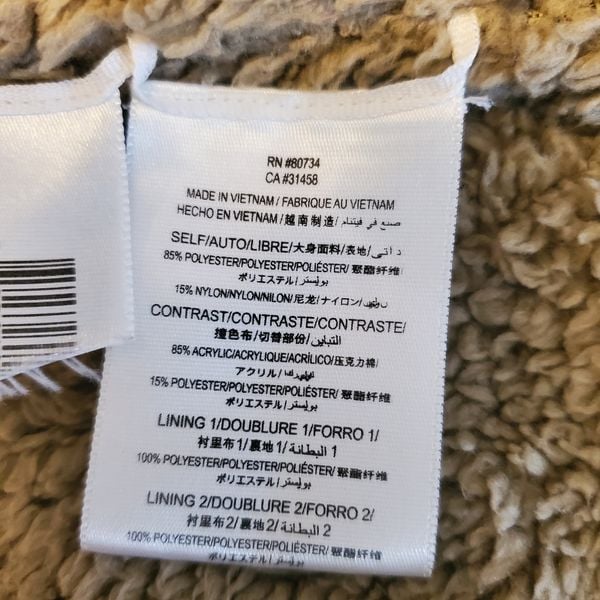 RN #80734
CA #31458
MADE IN VIETNAM / FABRIQUE AU VIETNAM
HECHO EN VIETNAM /越南制造/ صنع في فيتنام
SELF/AUTO/LIBRE/大身面料/表地/
85% POLYESTER/POLYESTER/POLIÉSTER/ 聚酯纤维
ポリエステル/ بوليستر
15% NYLON/NYLON/NILON/尼龙/ナイロン/
CONTRAST/CONTRASTE/CONTRASTE/
撞色布/切替部份/التباين
85% ACRYLIC/ACRYLIQUE/ACRÍLICO/压克力棉/
アクリル/
15% POLYESTER/POLYESTER/POLIÉSTER/ 聚酯纤维
ポリエステル/ بوليستر
LINING 1/DOUBLURE 1/FORRO 1/
衬里布1/裏地1/ البطانة 1
100% POLYESTER/POLYESTER/POLIÉSTER/ 聚酯纤维
ポリエステル/ بوليستر
LINING 2/DOUBLURE 2/FORRO 2/
衬里布2/裏地2/ البطانة 2
100% POLYESTER/POLYESTER/POLIÉSTER/ 聚酯纤维
ポリエステル/ بوليستر